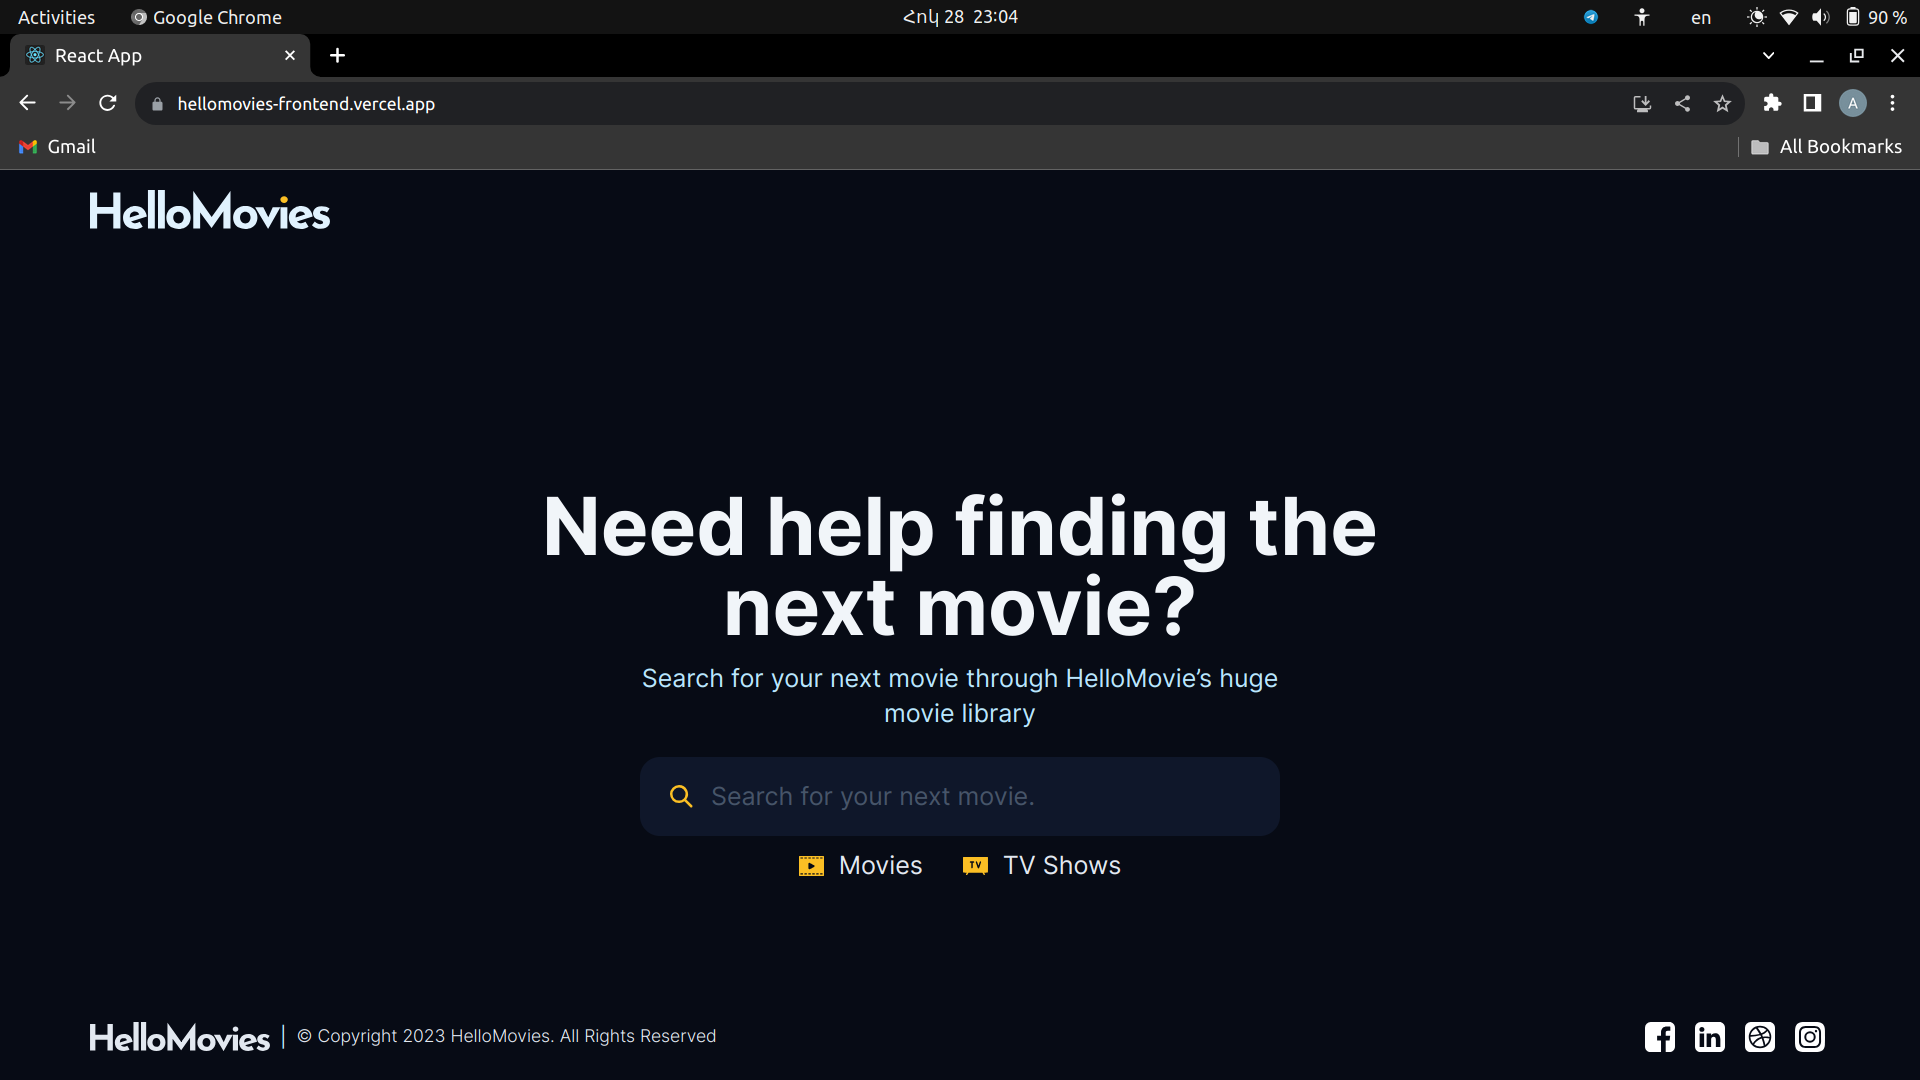 Activities Google Chrome Հոկ 28 23:04 en 90 %
React App
hellomovies-frontend.vercel.app A
Gmail All Bookmarks
HelloMovies
Need help finding the
next movie?
Search for your next movie through HelloMovie’s huge
movie library
Search for your next movie.
Movies TV TV Shows
HelloMovies | © Copyright 2023 HelloMovies. All Rights Reserved